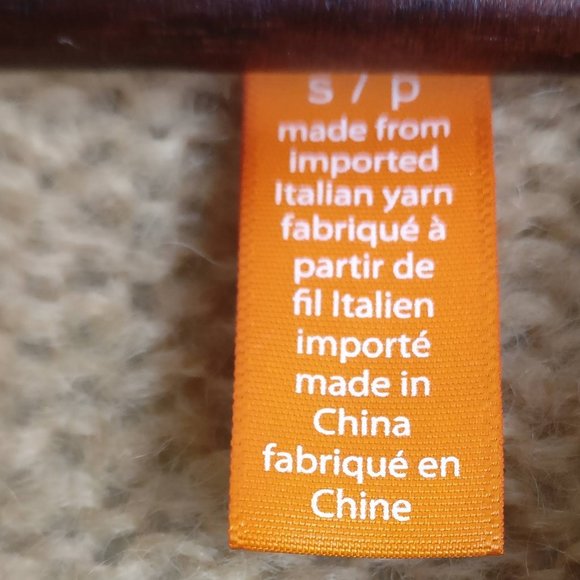 s / p
made from
imported
Italian yarn
fabriqué à
partir de
fil Italien
importé
made in
China
fabriqué en
Chine